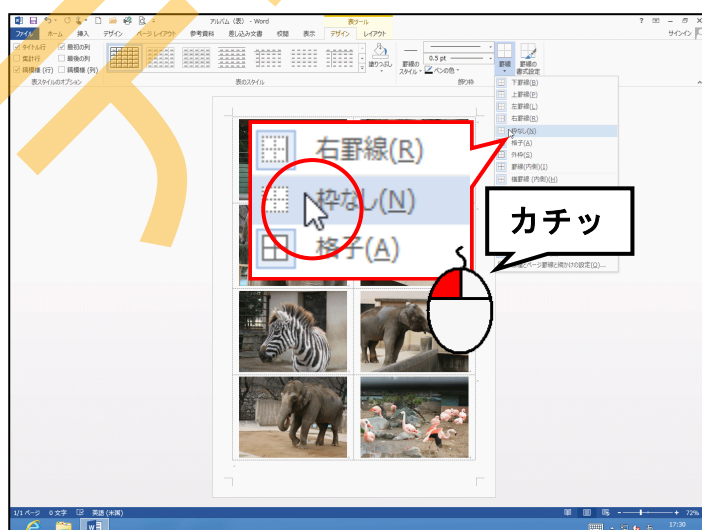 アルバム (表) - Word
表ツール
ファイル ホーム 挿入 デザイン ページ レイアウト 参考資料 差し込み文書 校閲 表示 デザイン レイアウト
サインイン
タイトル行 最初の列
集計行 最後の列
縞模様 (行) 縞模様 (列)
表スタイルのオプション
表のスタイル
塗りつぶし
罫線の
スタイル
0.5 pt
ペンの色
飾り枠
罫線
罫線の
書式設定
下罫線(B)
上罫線(P)
左罫線(L)
右罫線(R)
枠なし(N)
格子(A)
外枠(S)
罫線(内側)(I)
横罫線 (内側)(H)
右罫線(R)
枠なし(N)
格子(A)
カチッ
1/1 ページ 0 文字 英語 (米国)
72%
17:30